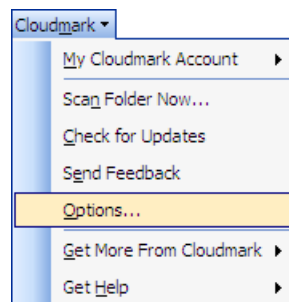 Cloudmark
My Cloudmark Account
Scan Folder Now...
Check for Updates
Send Feedback
Options...
Get More From Cloudmark
Get Help